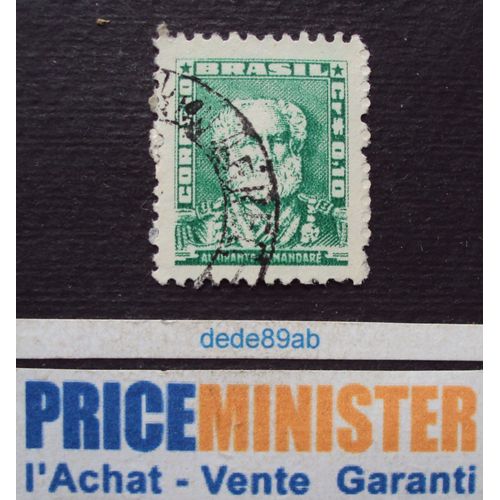 BRASIL
CORREIO
CR$ 0,10
ALMIRANTE TAMANDARÉ
dede89ab
PRICEMINISTER
l'Achat - Vente Garanti